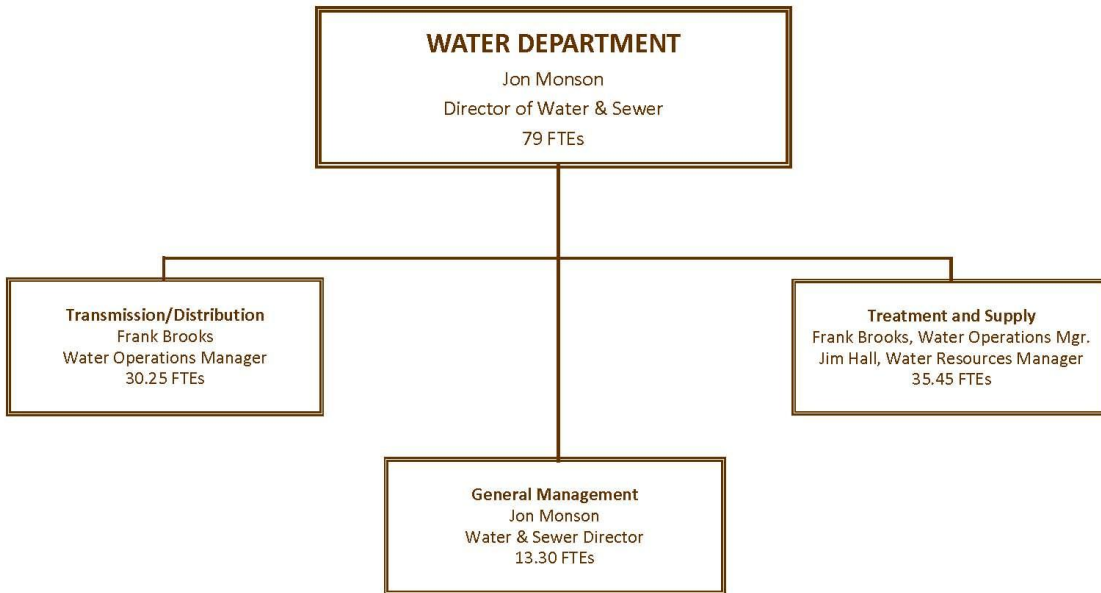 WATER DEPARTMENT
Jon Monson
Director of Water & Sewer
79 FTEs
Transmission/Distribution
Frank Brooks
Water Operations Manager
30.25 FTEs
Treatment and Supply
Frank Brooks, Water Operations Mgr.
Jim Hall, Water Resources Manager
35.45 FTEs
General Management
Jon Monson
Water & Sewer Director
13.30 FTEs